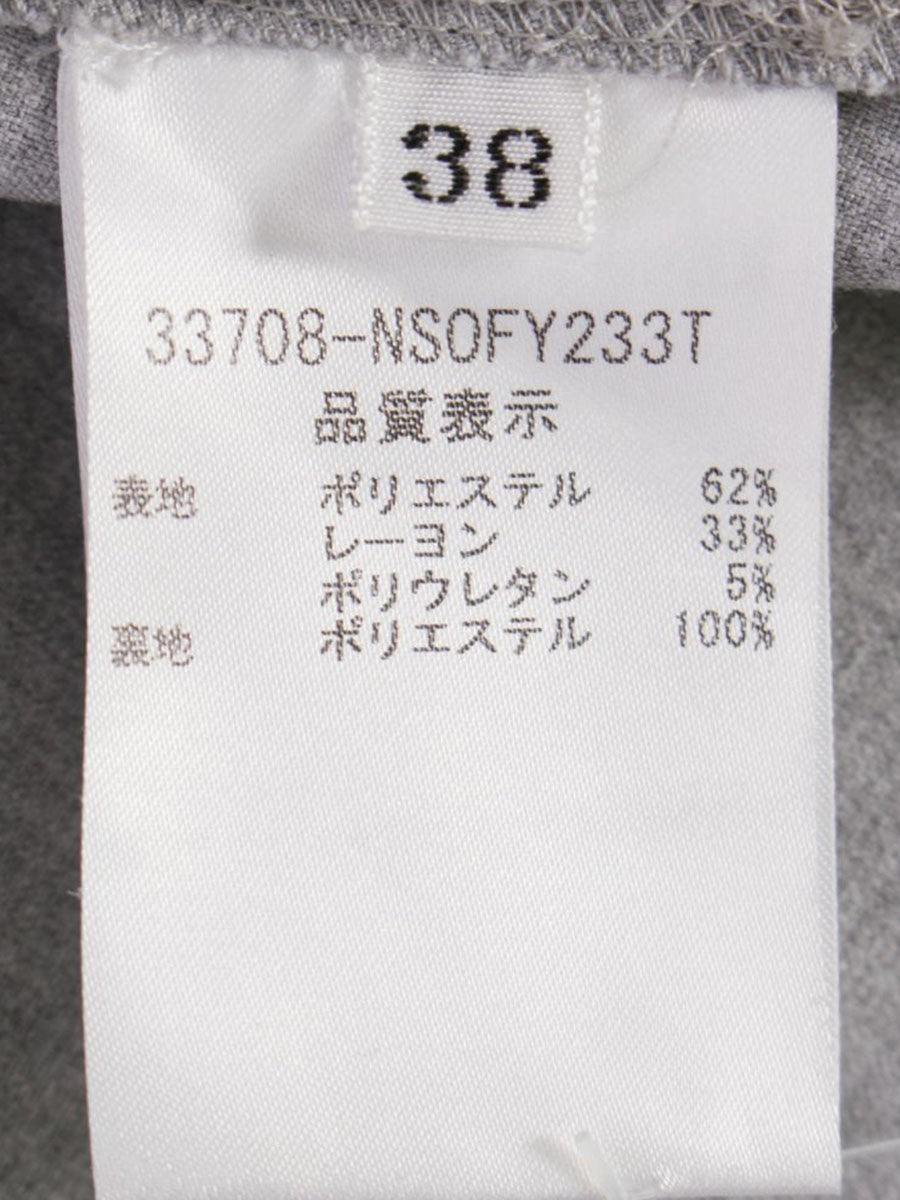 38
33708-NSOFY233T
品質表示
表地 ポリエステル 62%
レーヨン 33%
ポリウレタン 5%
裏地 ポリエステル 100%